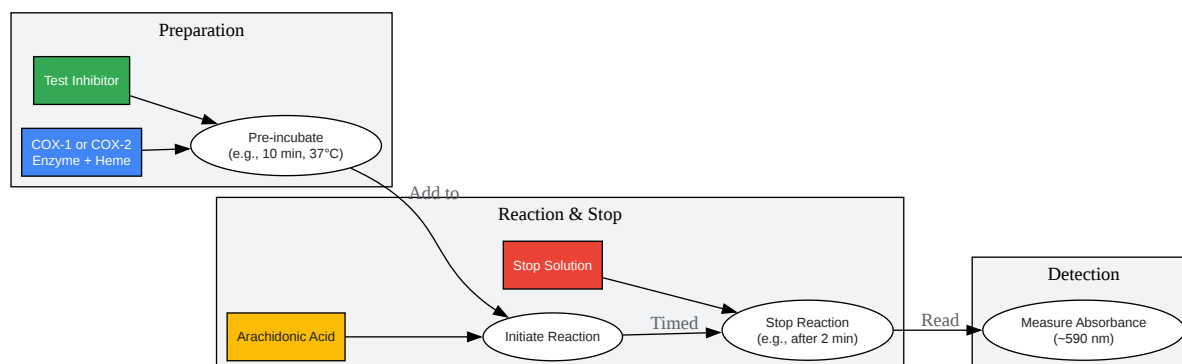 Preparation
Test Inhibitor
COX-1 or COX-2
Enzyme + Heme
Pre-incubate
(e.g., 10 min, 37°C)
Add to
Reaction & Stop
Stop Solution
Arachidonic Acid
Initiate Reaction
Timed
Stop Reaction
(e.g., after 2 min)
Read
Detection
Measure Absorbance
(~590 nm)